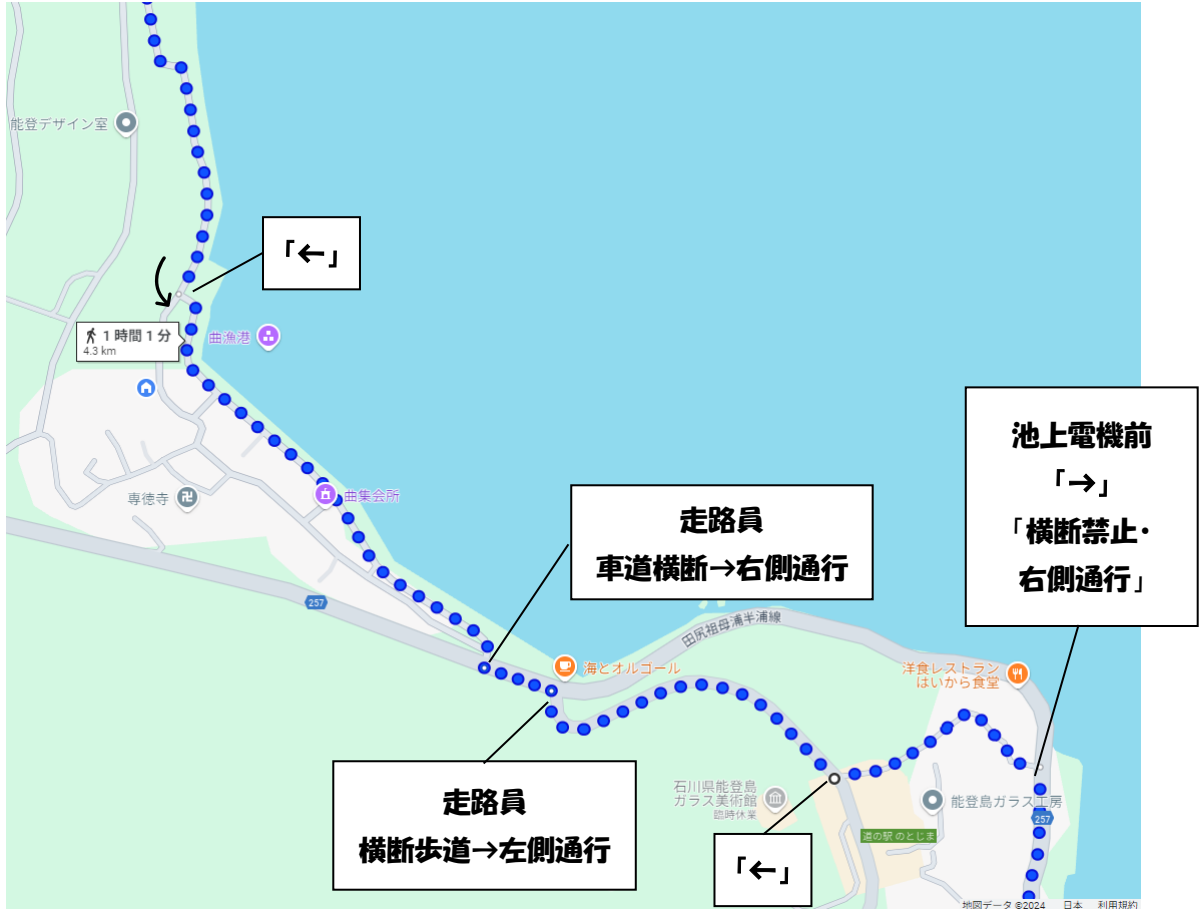 能登デザイン室
「←」
1 時間 1 分
4.3 km
曲漁港
専徳寺
曲集会所
257
池上電機前
「→」
「横断禁止・
右側通行」
走路員
車道横断→右側通行
田尻祖母浦半浦線
海とオルゴール
洋食レストラン
はいから食堂
石川県能登島
ガラス美術館
臨時休業
能登島ガラス工房
257
道の駅 のとじま
走路員
横断歩道→左側通行
「←」
地図データ ©2024 日本 利用規約